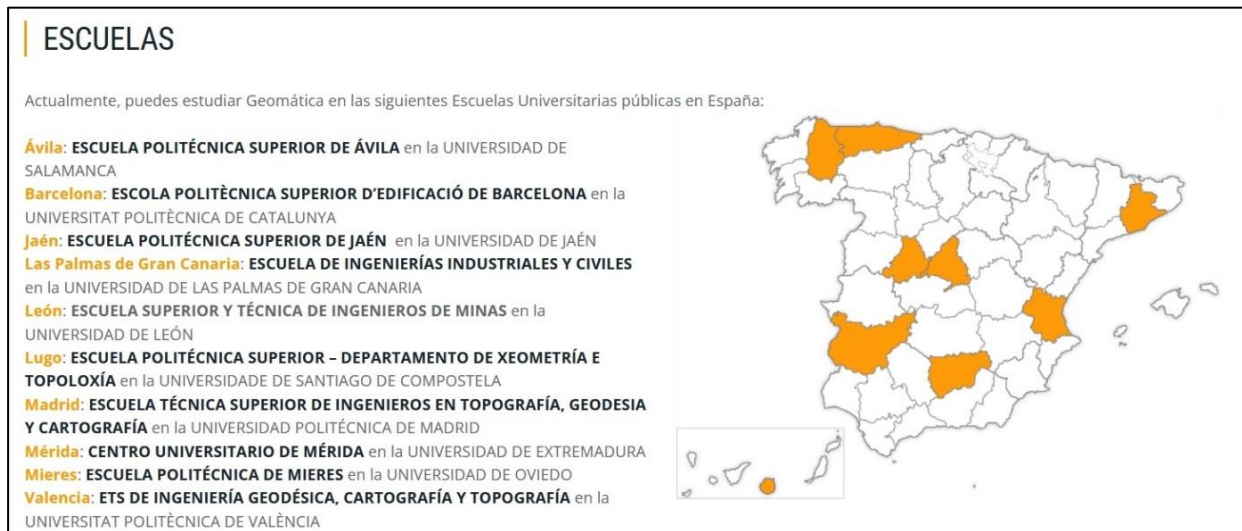 ESCUELAS
Actualmente, puedes estudiar Geomática en las siguientes Escuelas Universitarias públicas en España:
Ávila: ESCUELA POLITÉCNICA SUPERIOR DE ÁVILA en la UNIVERSIDAD DE
SALAMANCA
Barcelona: ESCOLA POLITÈCNICA SUPERIOR D'EDIFICACIÓ DE BARCELONA en la
UNIVERSITAT POLITÈCNICA DE CATALUNYA
Jaén: ESCUELA POLITÉCNICA SUPERIOR DE JAÉN en la UNIVERSIDAD DE JAÉN
Las Palmas de Gran Canaria: ESCUELA DE INGENIERÍAS INDUSTRIALES Y CIVILES
en la UNIVERSIDAD DE LAS PALMAS DE GRAN CANARIA
León: ESCUELA SUPERIOR Y TÉCNICA DE INGENIEROS DE MINAS en la
UNIVERSIDAD DE LEÓN
Lugo: ESCUELA POLITÉCNICA SUPERIOR – DEPARTAMENTO DE XEOMETRÍA E
TOPOLOXÍA en la UNIVERSIDADE DE SANTIAGO DE COMPOSTELA
Madrid: ESCUELA TÉCNICA SUPERIOR DE INGENIEROS EN TOPOGRAFÍA, GEODESIA
Y CARTOGRAFÍA en la UNIVERSIDAD POLITÉCNICA DE MADRID
Mérida: CENTRO UNIVERSITARIO DE MÉRIDA en la UNIVERSIDAD DE EXTREMADURA
Mieres: ESCUELA POLITÉCNICA DE MIERES en la UNIVERSIDAD DE OVIEDO
Valencia: ETS DE INGENIERÍA GEODÉSICA, CARTOGRAFÍA Y TOPOGRAFÍA en la
UNIVERSITAT POLITÈCNICA DE VALÈNCIA